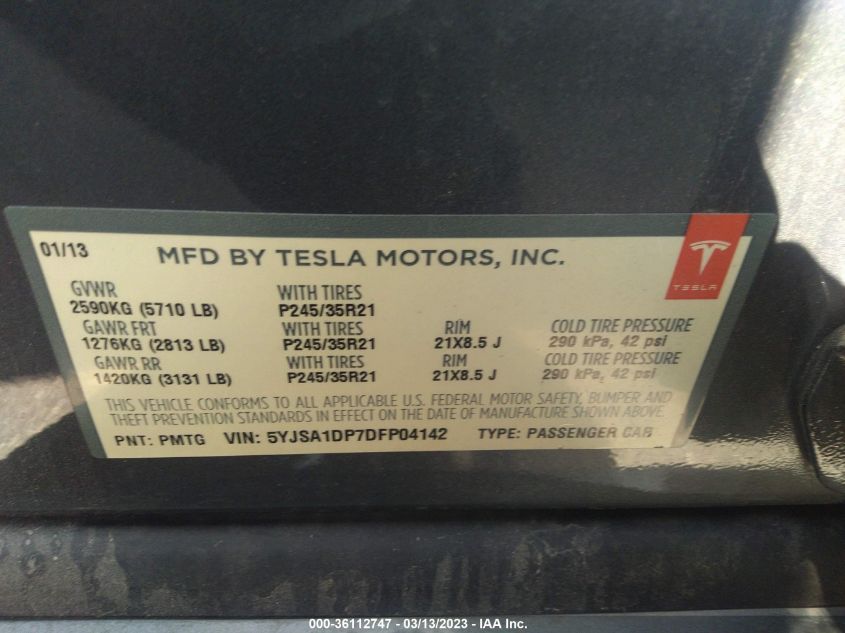 01/13 MFD BY TESLA MOTORS, INC.
TESLA
GVWR WITH TIRES
2590KG (5710 LB) P245/35R21
GAWR FRT WITH TIRES RIM COLD TIRE PRESSURE
1276KG (2813 LB) P245/35R21 21X8.5 J 290 kPa, 42 psi
GAWR RR WITH TIRES RIM COLD TIRE PRESSURE
1420KG (3131 LB) P245/35R21 21X8.5 J 290 kPa, 42 psi
THIS VEHICLE CONFORMS TO ALL APPLICABLE U.S. FEDERAL MOTOR SAFETY, BUMPER AND
THEFT PREVENTION STANDARDS IN EFFECT ON THE DATE OF MANUFACTURE SHOWN ABOVE.
PNT: PMTG VIN: 5YJSA1DP7DFP04142 TYPE: PASSENGER CAR
000-36112747 - 03/13/2023 - IAA Inc.